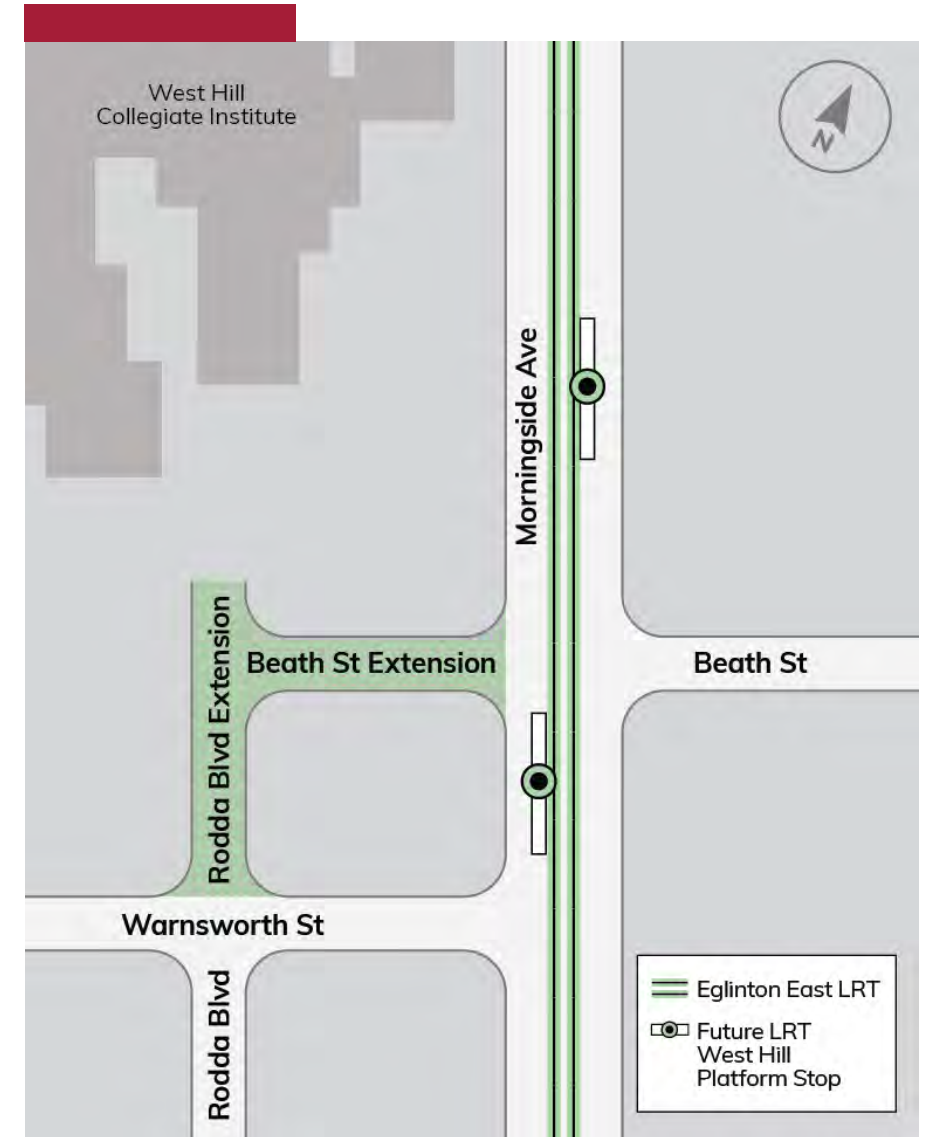 West Hill
Collegiate Institute
N
Morningside Ave
Rodda Blvd Extension
Beath St Extension
Beath St
Warnsworth St
Rodda Blvd
Eglinton East LRT
Future LRT
West Hill
Platform Stop